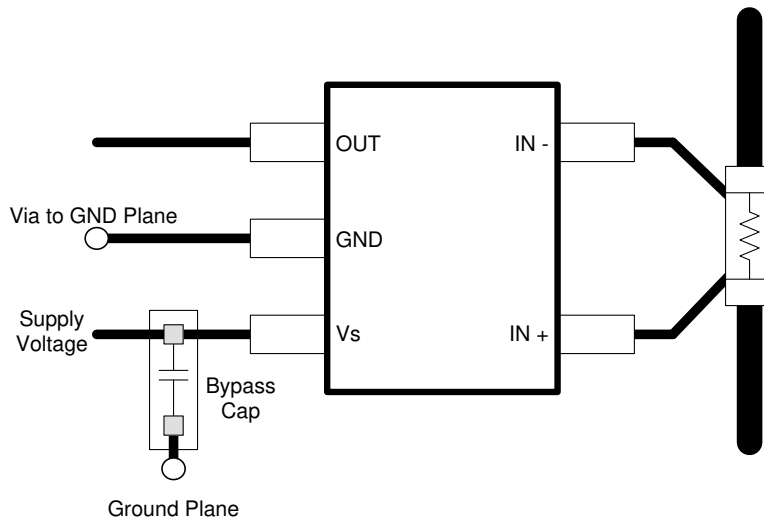 OUT
IN -
Via to GND Plane
GND
Supply
Voltage
Vs
IN +
Bypass
Cap
Ground Plane